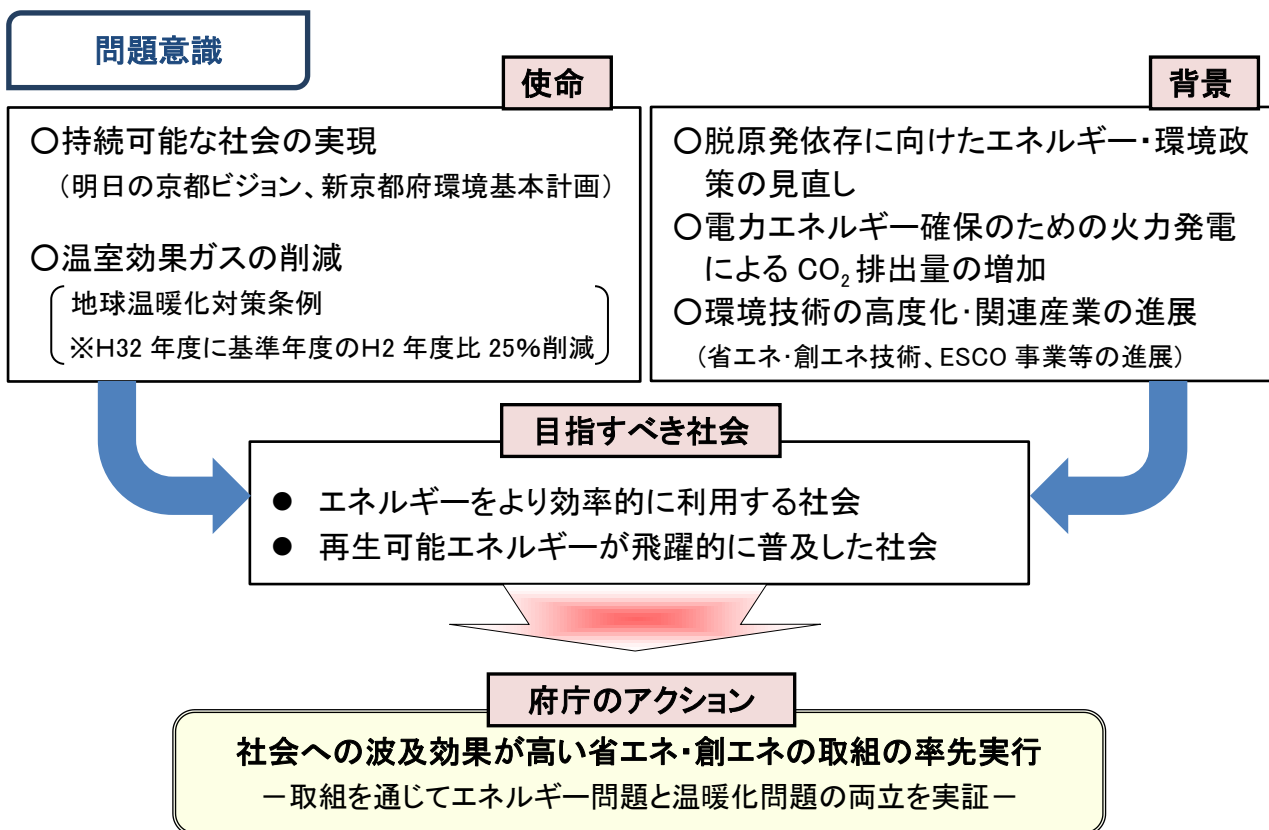 問題意識
使命
〇持続可能な社会の実現
（明日の京都ビジョン、新京都府環境基本計画）
〇温室効果ガスの削減
地球温暖化対策条例
※H32 年度に基準年度のH2 年度比 25%削減
背景
〇脱原発依存に向けたエネルギー・環境政
策の見直し
〇電力エネルギー確保のための火力発電
による CO₂ 排出量の増加
〇環境技術の高度化・関連産業の進展
（省エネ・創エネ技術、ESCO 事業等の進展）
目指すべき社会
● エネルギーをより効率的に利用する社会
● 再生可能エネルギーが飛躍的に普及した社会
府庁のアクション
社会への波及効果が高い省エネ・創エネの取組の率先実行
－取組を通じてエネルギー問題と温暖化問題の両立を実証－